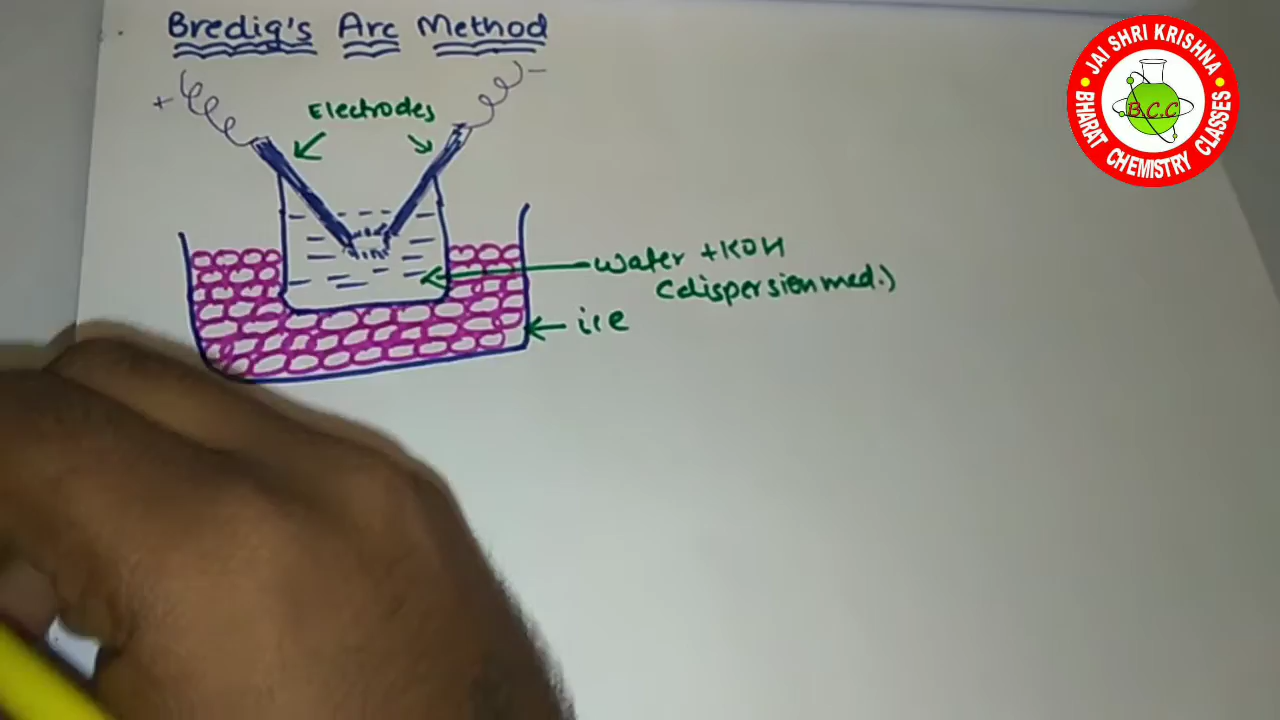 Bredig's Arc Method
+
-
Electrodes
water + KOH
(dispersion med.)
ice
JAI SHRI KRISHNA
B.C.C
BHARAT CHEMISTRY CLASSES